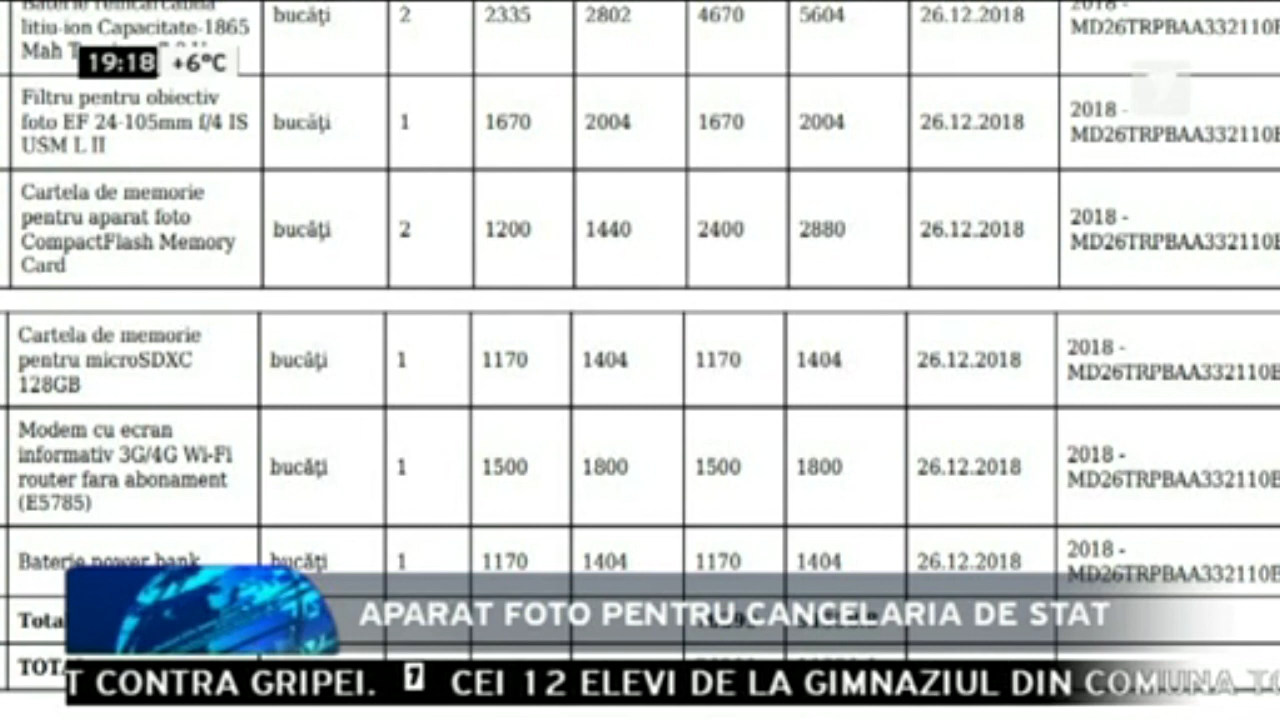 litiu-ion Capacitate-1865
Mah
bucăți 2 2335 2802 4670 5604 26.12.2018 2018 -
MD26TRPBAA332110
19:18 +6°C
Filtru pentru obiectiv
foto EF 24-105mm f/4 IS
USM L II
bucăți 1 1670 2004 1670 2004 26.12.2018 2018 -
MD26TRPBAA332110
7
Cartela de memorie
pentru aparat foto
CompactFlash Memory
Card
bucăți 2 1200 1440 2400 2880 26.12.2018 2018 -
MD26TRPBAA332110
Cartela de memorie
pentru microSDXC
128GB
bucăți 1 1170 1404 1170 1404 26.12.2018 2018 -
MD26TRPBAA332110
Modem cu ecran
informativ 3G/4G Wi-Fi
router fara abonament
(E5785)
bucăți 1 1500 1800 1500 1800 26.12.2018 2018 -
MD26TRPBAA332110
Baterie power bank bucăți 1 1170 1404 1170 1404 26.12.2018 2018 -
MD26TRPBAA332110
APARAT FOTO PENTRU CANCELARIA DE STAT
T CONTRA GRIPEI. 7 CEI 12 ELEVI DE LA GIMNAZIUL DIN COMUNA